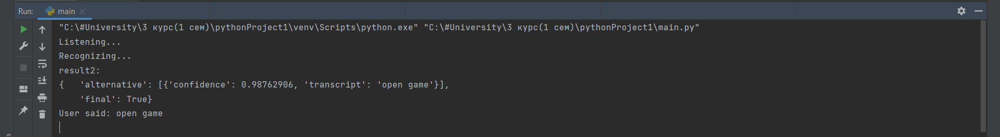 Run: main
"C:\#University\3 курс(1 сем)\pythonProject1\venv\Scripts\python.exe" "C:\#University\3 курс(1 сем)\pythonProject1\main.py"
Listening...
Recognizing...
result2:
{   'alternative': [{'confidence': 0.98762906, 'transcript': 'open game'}],
    'final': True}
User said: open game